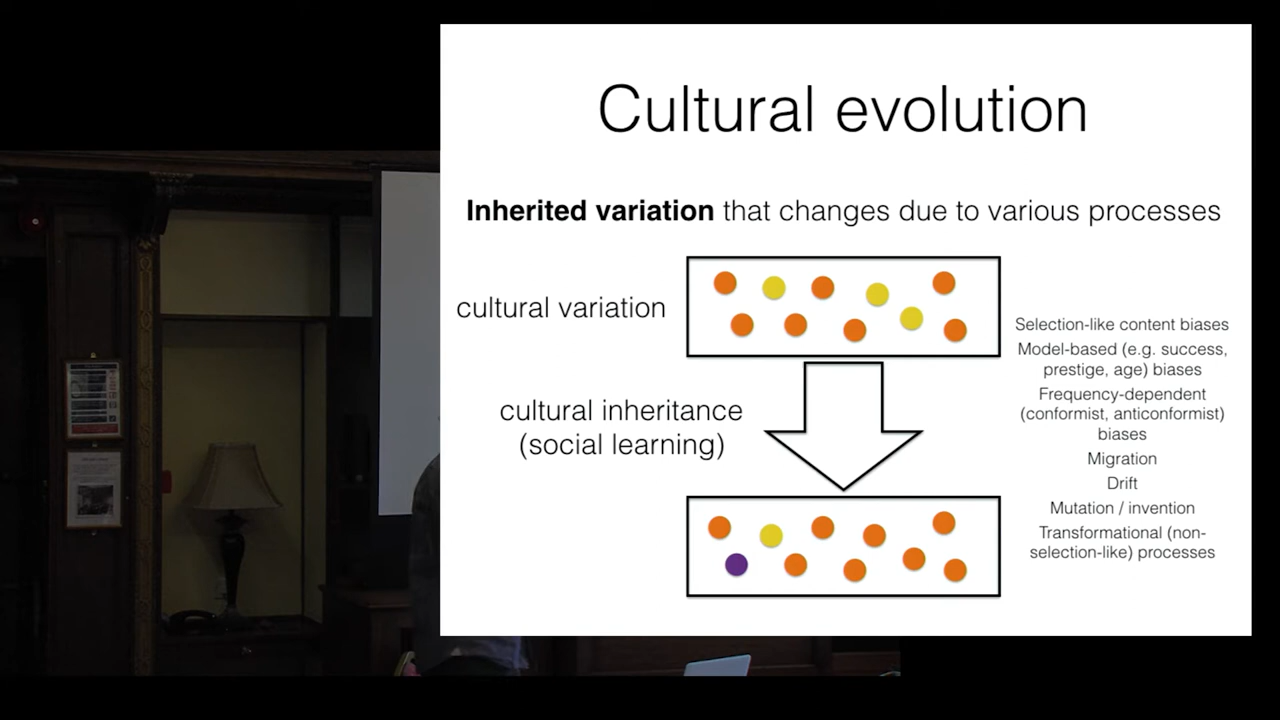 Cultural evolution
Inherited variation that changes due to various processes
cultural variation
cultural inheritance
(social learning)
Selection-like content biases
Model-based (e.g. success,
prestige, age) biases
Frequency-dependent
(conformist, anticonformist)
biases
Migration
Drift
Mutation / invention
Transformational (non-
selection-like) processes